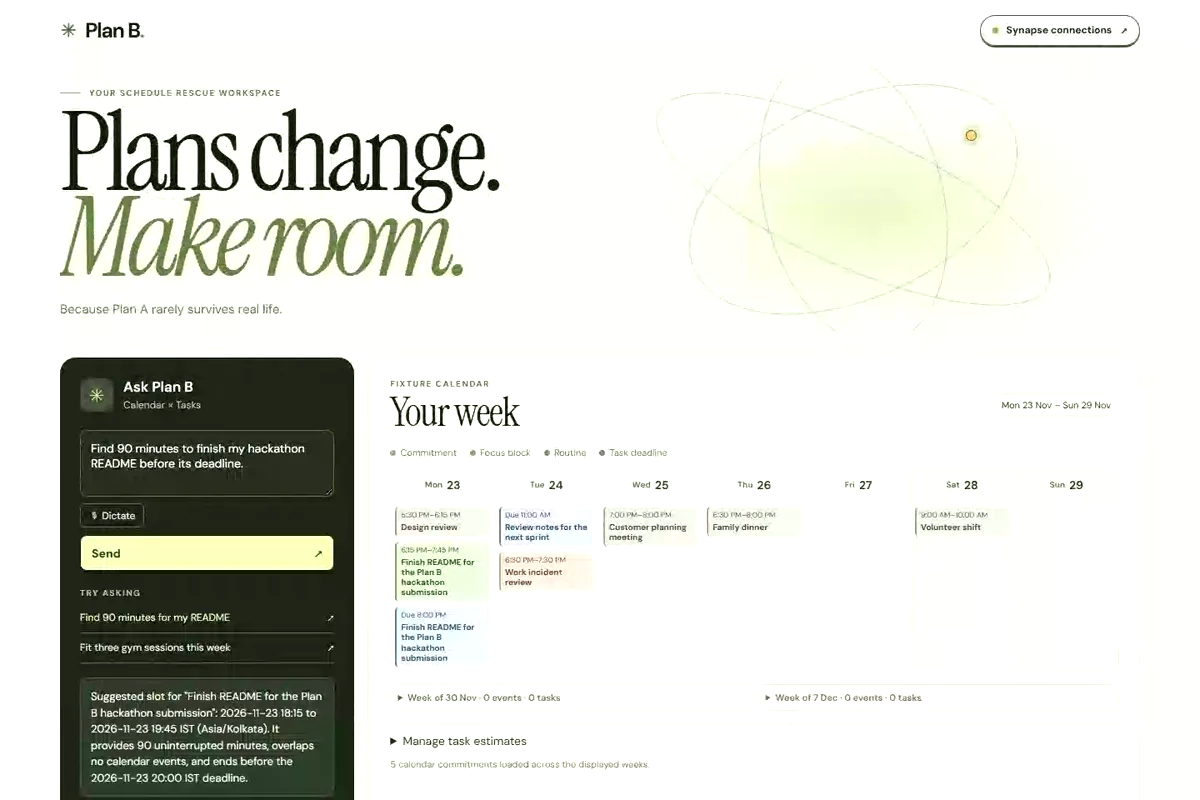 Plan B.
Synapse connections ↗
YOUR SCHEDULE RESCUE WORKSPACE
Plans change.
Make room.
Because Plan A rarely survives real life.
Ask Plan B
Calendar × Tasks
Find 90 minutes to finish my hackathon
README before its deadline.
Dictate
Send ↗
TRY ASKING
Find 90 minutes for my README ↗
Fit three gym sessions this week ↗
Suggested slot for "Finish README for the Plan
B hackathon submission": 2026-11-23 18:15 to
2026-11-23 19:45 IST (Asia/Kolkata). It
provides 90 uninterrupted minutes, overlaps
no calendar events, and ends before the
2026-11-23 20:00 IST deadline.
FIXTURE CALENDAR
Your week
Mon 23 Nov – Sun 29 Nov
Commitment Focus block Routine Task deadline
Mon 23 Tue 24 Wed 25 Thu 26 Fri 27 Sat 28 Sun 29
5:30 PM–6:15 PM
Design review
6:15 PM–7:45 PM
Finish README for
the Plan B
hackathon
submission
Due 8:00 PM
Finish README for
the Plan B
hackathon
submission
Due 11:00 AM
Review notes for the
next sprint
6:30 PM–7:30 PM
Work incident
review
7:00 PM–8:00 PM
Customer planning
meeting
6:30 PM–8:00 PM
Family dinner
9:00 AM–10:00 AM
Volunteer shift
▶ Week of 30 Nov · 0 events · 0 tasks
▶ Week of 7 Dec · 0 events · 0 tasks
▶ Manage task estimates
5 calendar commitments loaded across the displayed weeks.